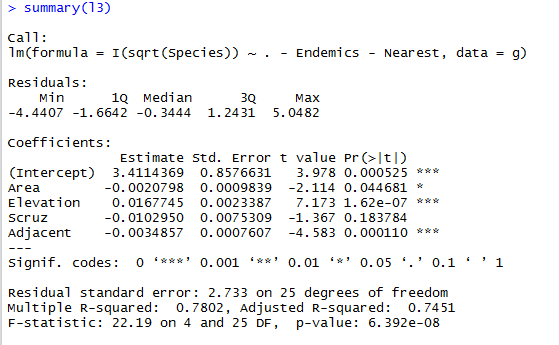 > summary(l3)
Call:
lm(formula = I(sqrt(Species)) ~ . - Endemics - Nearest, data = g)
Residuals:
    Min      1Q  Median      3Q     Max
-4.4407 -1.6642 -0.3444  1.2431  5.0482
Coefficients:
              Estimate Std. Error t value Pr(>|t|)
(Intercept)  3.4114369  0.8576631   3.978 0.000525 ***
Area        -0.0020798  0.0009839  -2.114 0.044681 *
Elevation    0.0167745  0.0023387   7.173 1.62e-07 ***
Scruz       -0.0102950  0.0075309  -1.367 0.183784
Adjacent    -0.0034857  0.0007607  -4.583 0.000110 ***
---
Signif. codes:  0 ‘***’ 0.001 ‘**’ 0.01 ‘*’ 0.05 ‘.’ 0.1 ‘ ’ 1
Residual standard error: 2.733 on 25 degrees of freedom
Multiple R-squared:  0.7802, Adjusted R-squared:  0.7451
F-statistic: 22.19 on 4 and 25 DF,  p-value: 6.392e-08